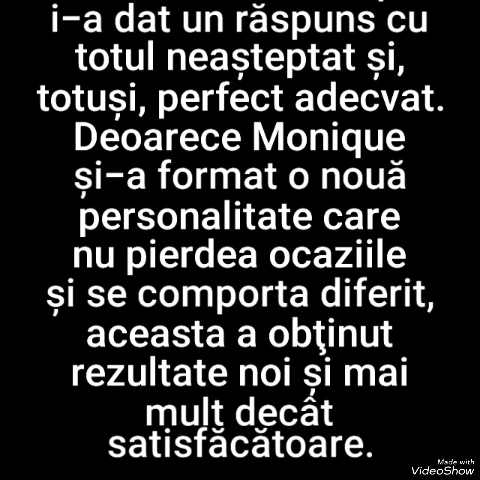 i-a dat un răspuns cu
totul neașteptat și,
totuși, perfect adecvat.
Deoarece Monique
și-a format o nouă
personalitate care
nu pierdea ocaziile
și se comporta diferit,
aceasta a obţinut
rezultate noi și mai
mult decât
satisfăcătoare.
Made with
VideoShow